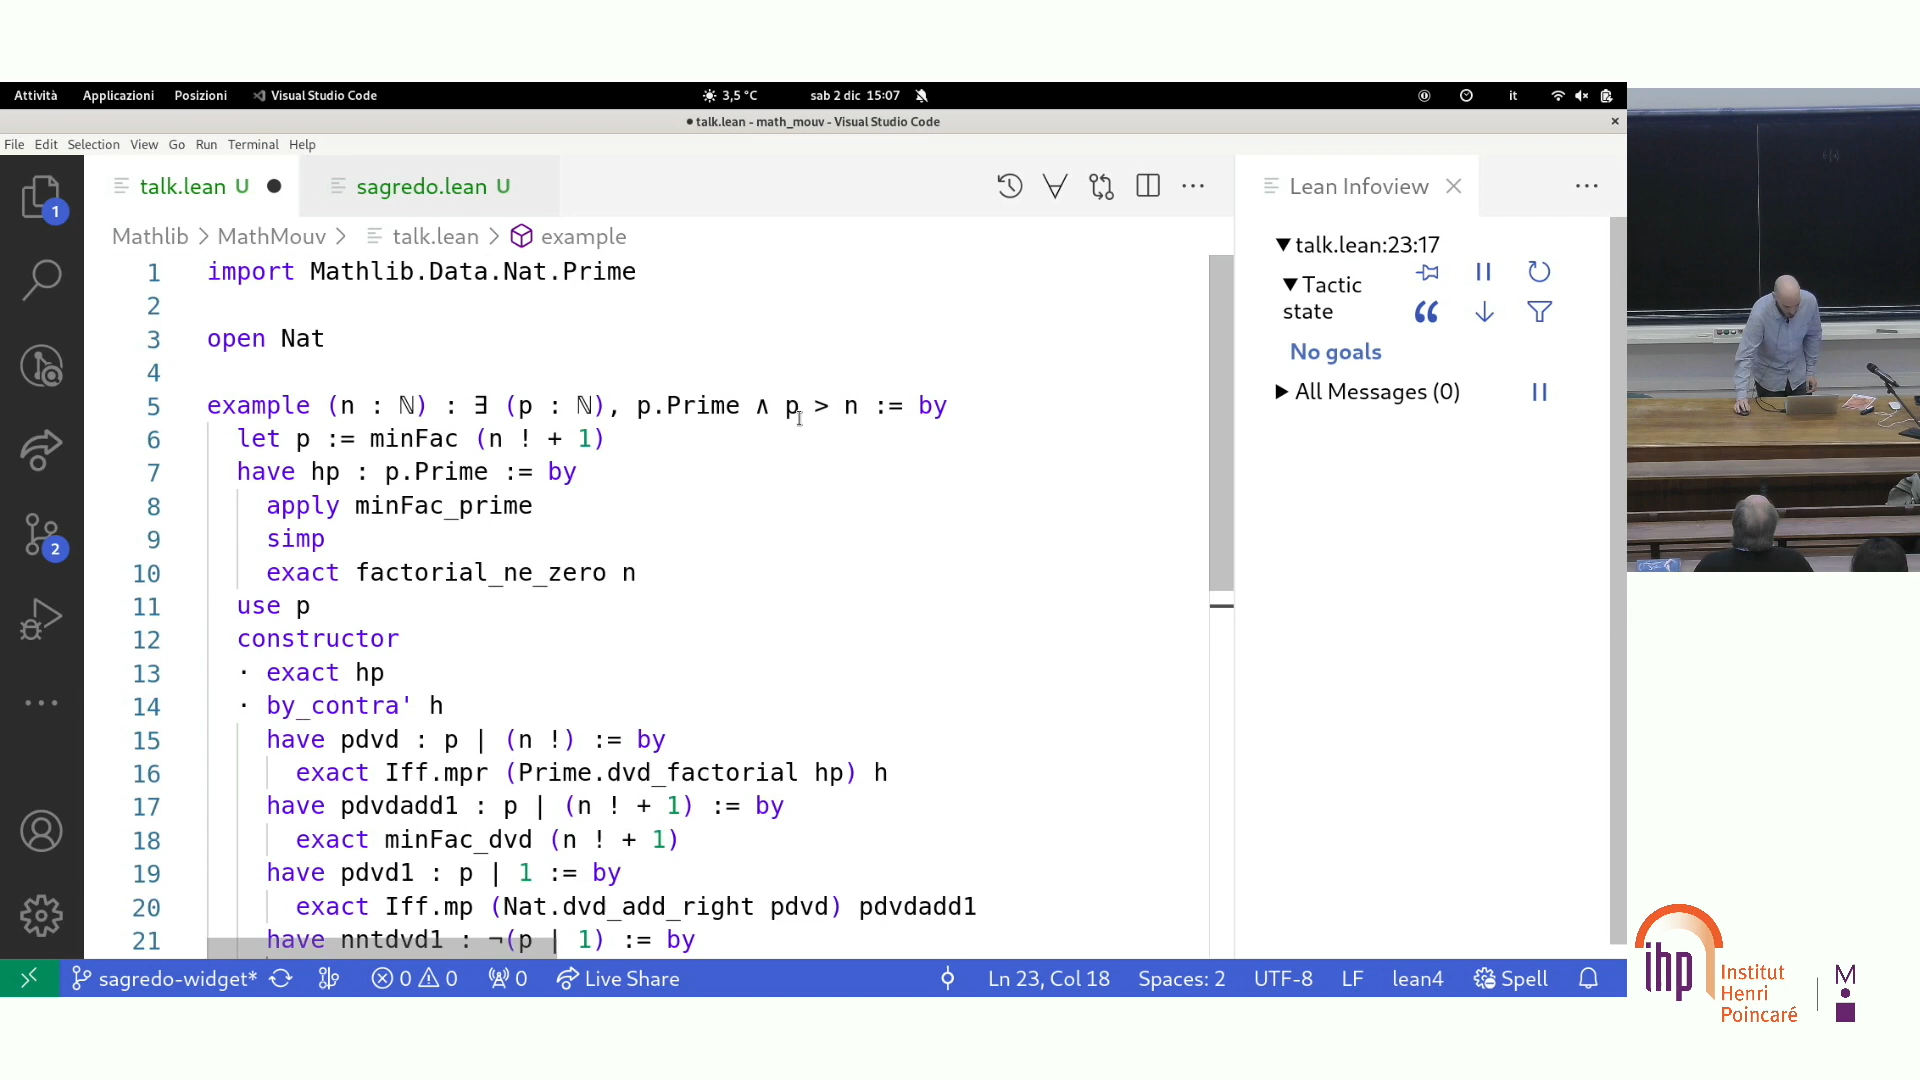 Attività Applicazioni Posizioni Visual Studio Code 3,5 °C sab 2 dic 15:07 it
● talk.lean - math_mouv - Visual Studio Code ×
File Edit Selection View Go Run Terminal Help
talk.lean U ● sagredo.lean U ··· Lean Infoview ···
1
2
···
Mathlib > MathMouv > talk.lean > example
1 import Mathlib.Data.Nat.Prime
2
3 open Nat
4
5 example (n : ℕ) : ∃ (p : ℕ), p.Prime ∧ p > n := by
6 let p := minFac (n ! + 1)
7 have hp : p.Prime := by
8 apply minFac_prime
9 simp
10 exact factorial_ne_zero n
11 use p
12 constructor
13 · exact hp
14 · by_contra' h
15 have pdvd : p ∣ (n !) := by
16 exact Iff.mpr (Prime.dvd_factorial hp) h
17 have pdvdadd1 : p ∣ (n ! + 1) := by
18 exact minFac_dvd (n ! + 1)
19 have pdvd1 : p ∣ 1 := by
20 exact Iff.mp (Nat.dvd_add_right pdvd) pdvdadd1
21 have nntdvd1 : ¬(p ∣ 1) := by
▼talk.lean:23:17
▼Tactic
state
No goals
▶ All Messages (0)
sagredo-widget* 0 0 0 Live Share Ln 23, Col 18 Spaces: 2 UTF-8 LF lean4 Spell
ihp
Institut
Henri
Poincaré
M